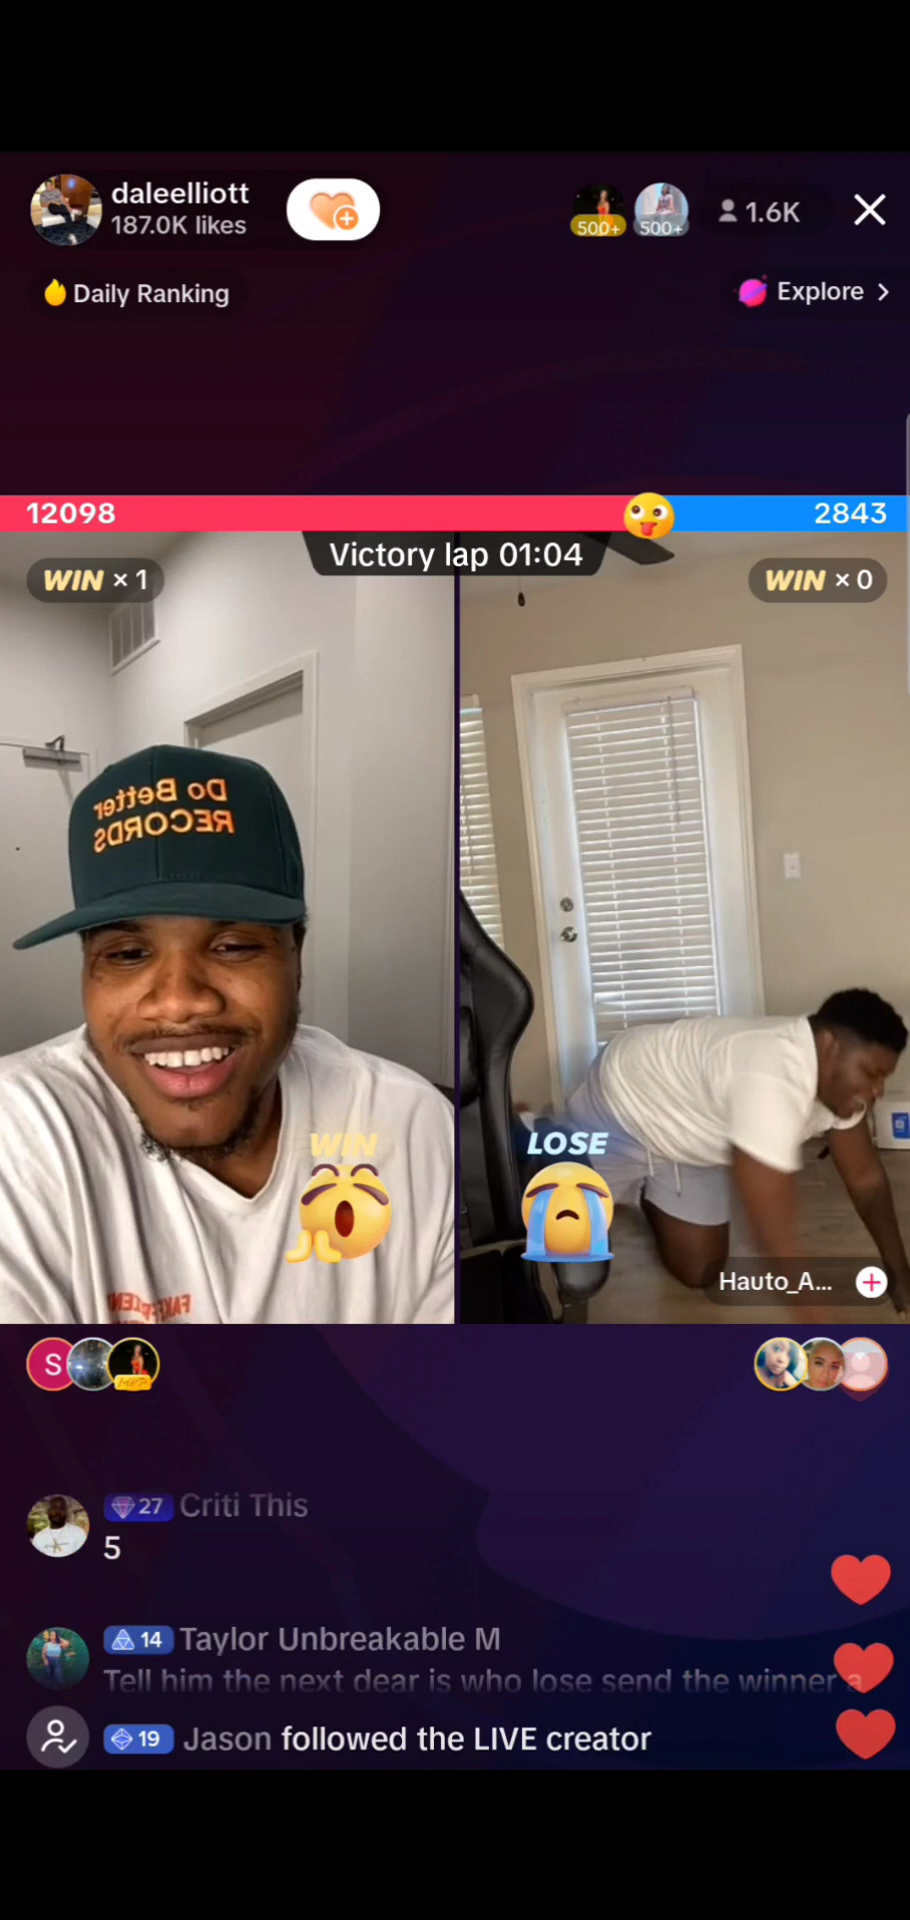 daleelliott
187.0K likes
500+
500+
1.6K
Daily Ranking
Explore
12098
2843
Victory lap 01:04
WIN × 1
WIN × 0
Do Better
RECORDS
WIN
LOSE
Hauto_A...
S
27 Criti This
5
14 Taylor Unbreakable M
Tell him the next dear is who lose send the winner a
19 Jason followed the LIVE creator